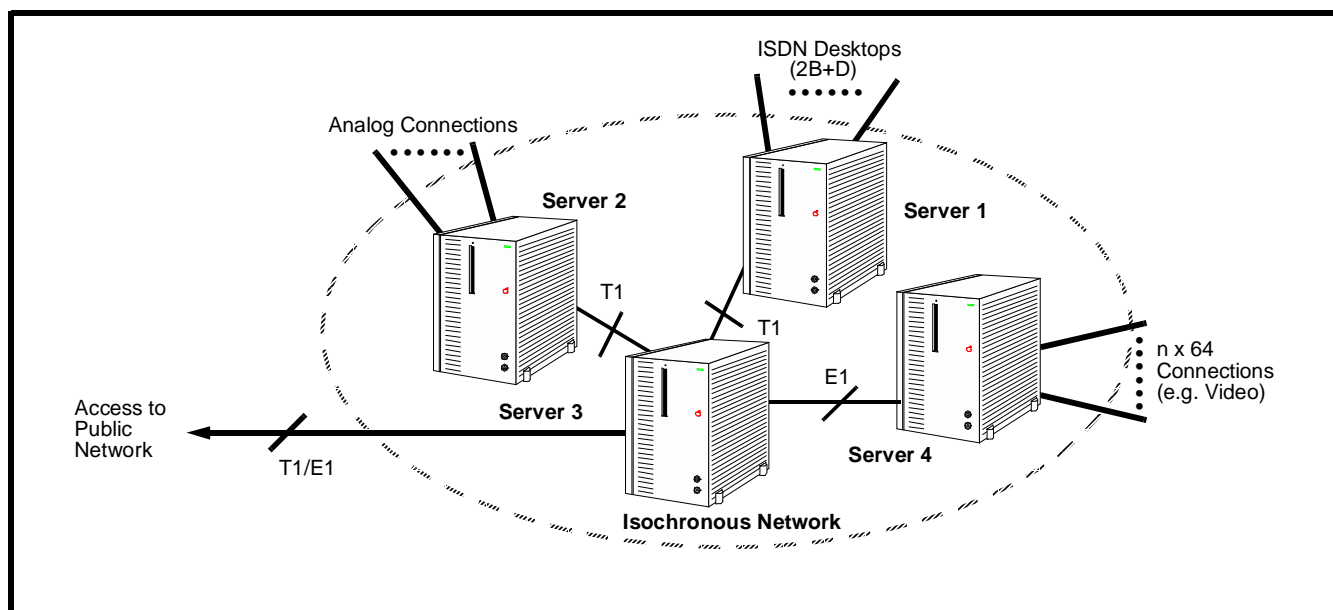 ISDN Desktops
(2B+D)
Analog Connections
Server 2
Server 1
T1
T1
n x 64
Connections
(e.g. Video)
E1
Access to
Public
Network
Server 3
Server 4
T1/E1
Isochronous Network